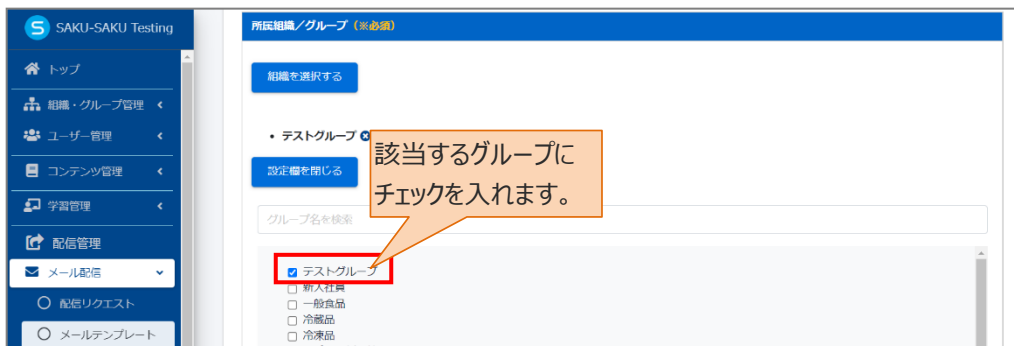 SAKU-SAKU Testing
トップ
組織・グループ管理
ユーザー管理
コンテンツ管理
学習管理
配信管理
メール配信
配信リクエスト
メールテンプレート
所属組織／グループ（※必須）
組織を選択する
・ テストグループ
設定欄を閉じる
該当するグループに
チェックを入れます。
グループ名を検索
テストグループ
新入社員
一般食品
冷蔵品
冷凍品